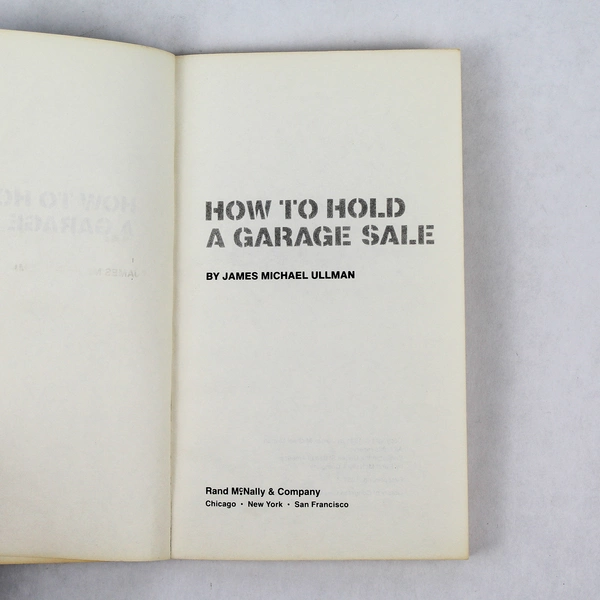 HOW TO HOLD
A GARAGE SALE
BY JAMES MICHAEL ULLMAN
Rand McNally & Company
Chicago · New York · San Francisco